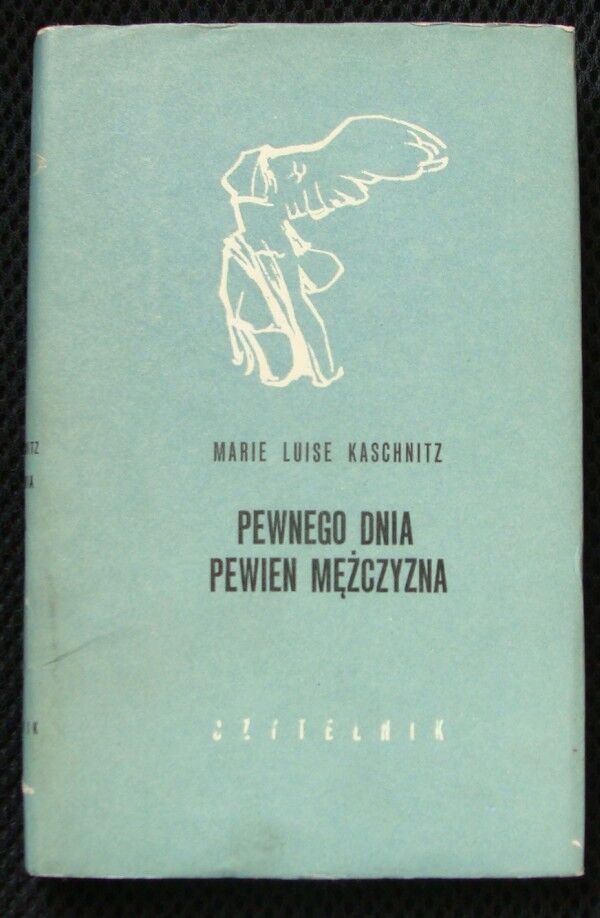 MARIE LUISE KASCHNITZ
PEWNEGO DNIA
PEWIEN MĘŻCZYZNA
CZYTELNIK